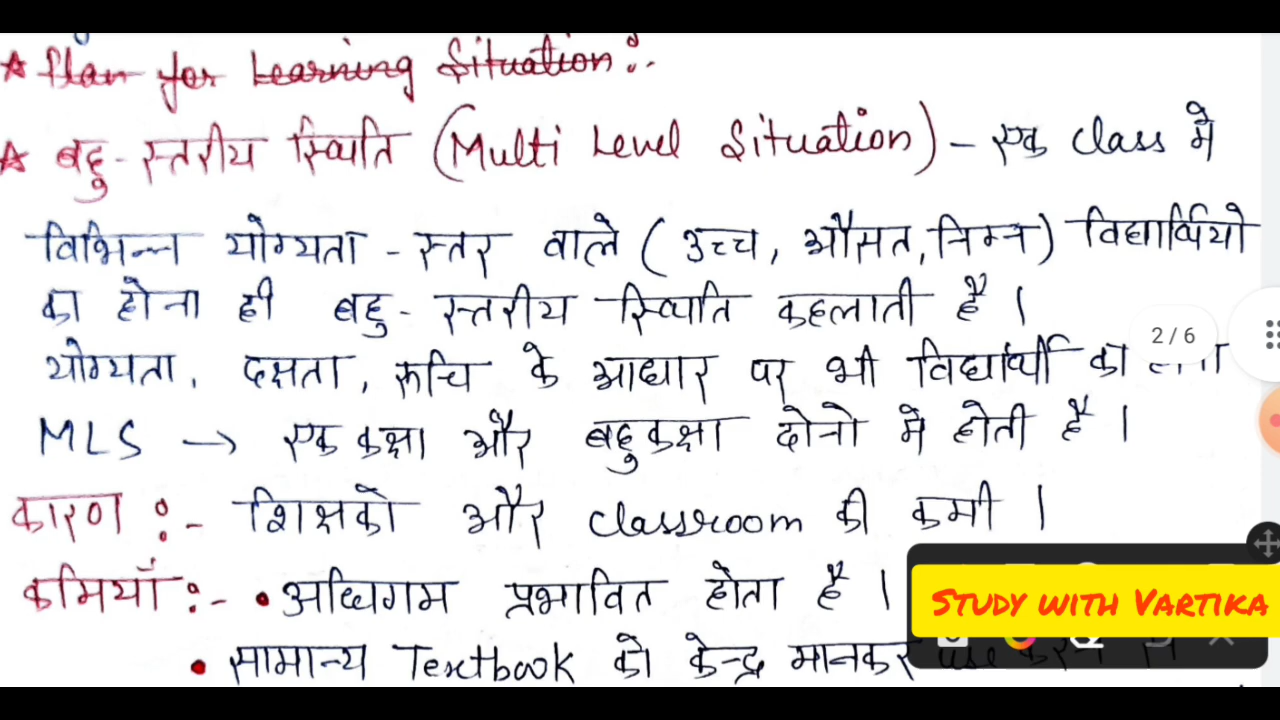 ★ Plan for Learning Situation :-
★ बहु - स्तरीय स्थिति (Multi Level Situation) - एक class में
विभिन्न योग्यता - स्तर वाले ( उच्च, औसत, निम्न ) विद्यार्थियो
का होना ही बहु - स्तरीय स्थिति कहलाती है ।
योग्यता, दक्षता, रूचि के आधार पर भी विद्यार्थी का
2 / 6
MLS → एक कक्षा और बहुकक्षा दोनो में होती है ।
कारण :- शिक्षको और classroom की कमी ।
कमियाँ :- • अधिगम प्रभावित होता है ।
STUDY WITH VARTIKA
• सामान्य Textbook को केन्द्र मानकर use